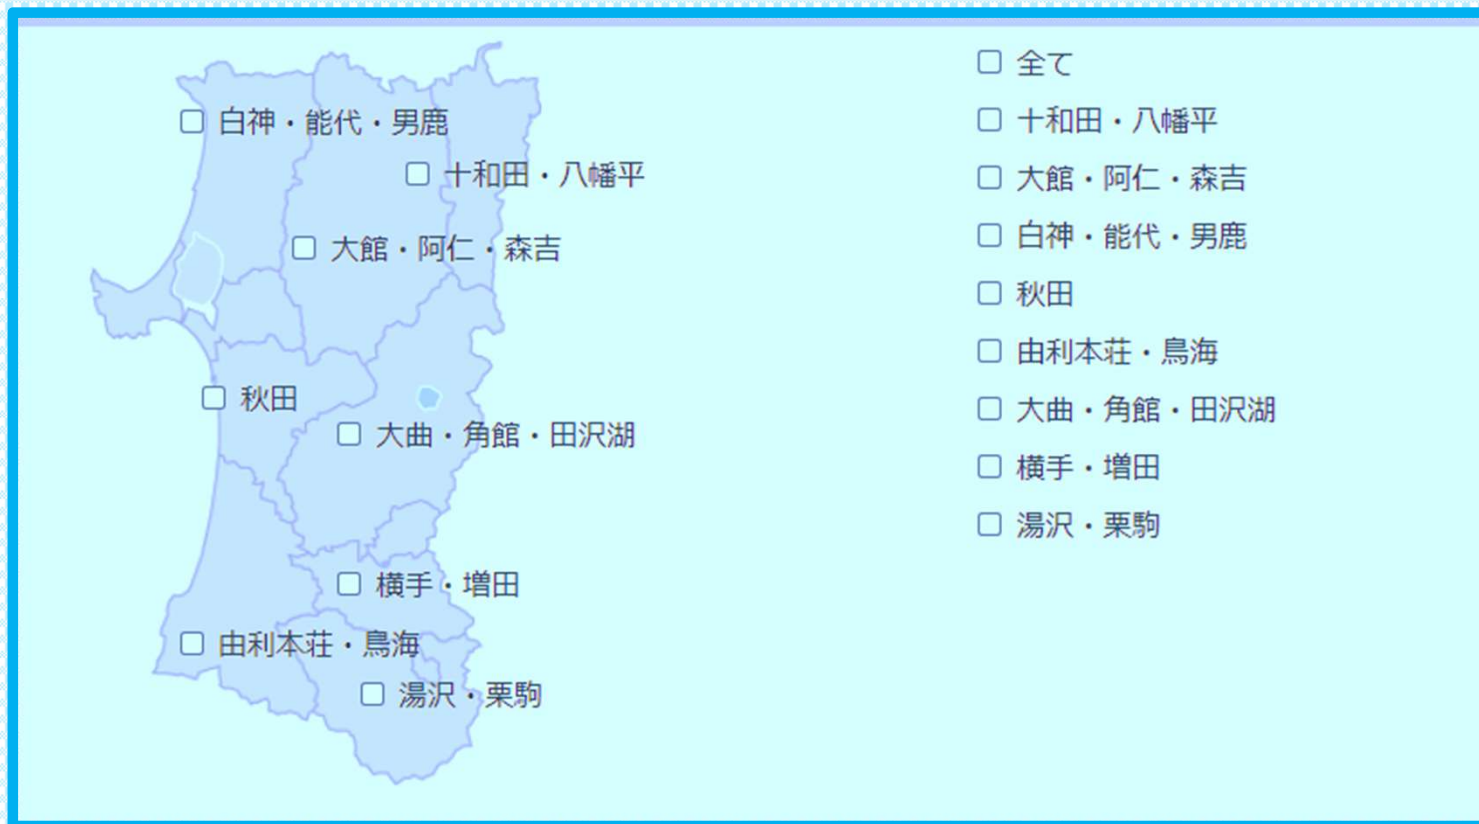 白神・能代・男鹿
十和田・八幡平
大館・阿仁・森吉
秋田
大曲・角館・田沢湖
横手・増田
由利本荘・鳥海
湯沢・栗駒
全て
十和田・八幡平
大館・阿仁・森吉
白神・能代・男鹿
秋田
由利本荘・鳥海
大曲・角館・田沢湖
横手・増田
湯沢・栗駒